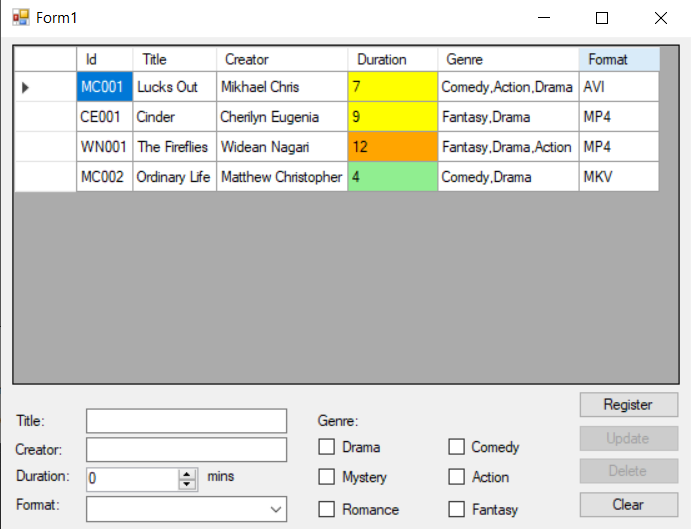 Form1
Id Title Creator Duration Genre Format
MC001 Lucks Out Mikhael Chris 7 Comedy,Action,Drama AVI
CE001 Cinder Cherilyn Eugenia 9 Fantasy,Drama MP4
WN001 The Fireflies Widean Nagari 12 Fantasy,Drama,Action MP4
MC002 Ordinary Life Matthew Christopher 4 Comedy,Drama MKV
Title:
Creator:
Duration: 0 mins
Format:
Genre:
Drama Comedy
Mystery Action
Romance Fantasy
Register
Update
Delete
Clear